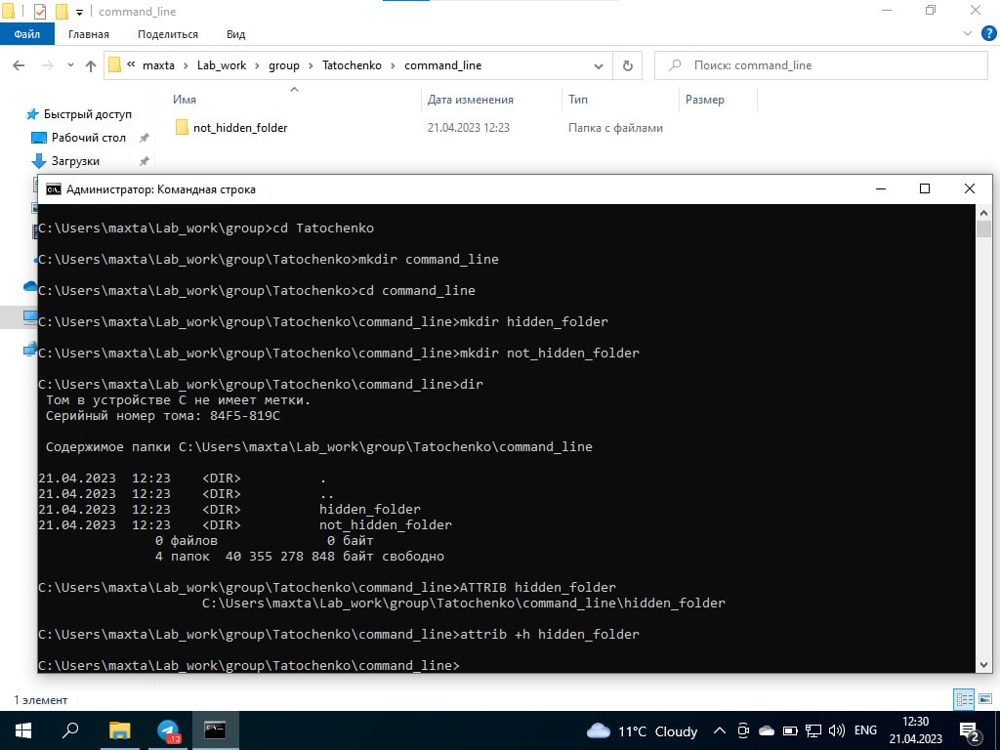 command_line
Файл Главная Поделиться Вид
maxta Lab_work group Tatochenko command_line Поиск: command_line
Имя Дата изменения Тип Размер
Быстрый доступ
not_hidden_folder 21.04.2023 12:23 Папка с файлами
Рабочий стол
Загрузки
Администратор: Командная строка
C:\Users\maxta\Lab_work\group>cd Tatochenko
C:\Users\maxta\Lab_work\group\Tatochenko>mkdir command_line
C:\Users\maxta\Lab_work\group\Tatochenko>cd command_line
C:\Users\maxta\Lab_work\group\Tatochenko\command_line>mkdir hidden_folder
C:\Users\maxta\Lab_work\group\Tatochenko\command_line>mkdir not_hidden_folder
C:\Users\maxta\Lab_work\group\Tatochenko\command_line>dir
Том в устройстве C не имеет метки.
Серийный номер тома: 84F5-819C
Содержимое папки C:\Users\maxta\Lab_work\group\Tatochenko\command_line
21.04.2023 12:23 <DIR> .
21.04.2023 12:23 <DIR> ..
21.04.2023 12:23 <DIR> hidden_folder
21.04.2023 12:23 <DIR> not_hidden_folder
0 файлов 0 байт
4 папок 40 355 278 848 байт свободно
C:\Users\maxta\Lab_work\group\Tatochenko\command_line>ATTRIB hidden_folder
C:\Users\maxta\Lab_work\group\Tatochenko\command_line\hidden_folder
C:\Users\maxta\Lab_work\group\Tatochenko\command_line>attrib +h hidden_folder
C:\Users\maxta\Lab_work\group\Tatochenko\command_line>
1 элемент
12 11°C Cloudy ENG 12:30 2
21.04.2023